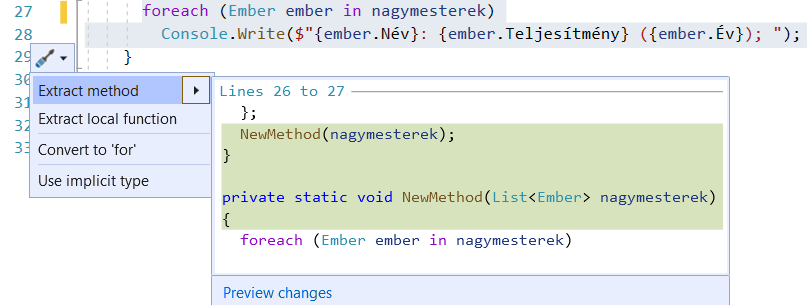 27 foreach (Ember ember in nagymesterek)
28 Console.Write($"{ember.Név}: {ember.Teljesítmény} ({ember.Év}); ");
29 }
30
31
32
33
Extract method
Extract local function
Convert to 'for'
Use implicit type
Lines 26 to 27
};
NewMethod(nagymesterek);
}
private static void NewMethod(List<Ember> nagymesterek)
{
foreach (Ember ember in nagymesterek)
Preview changes